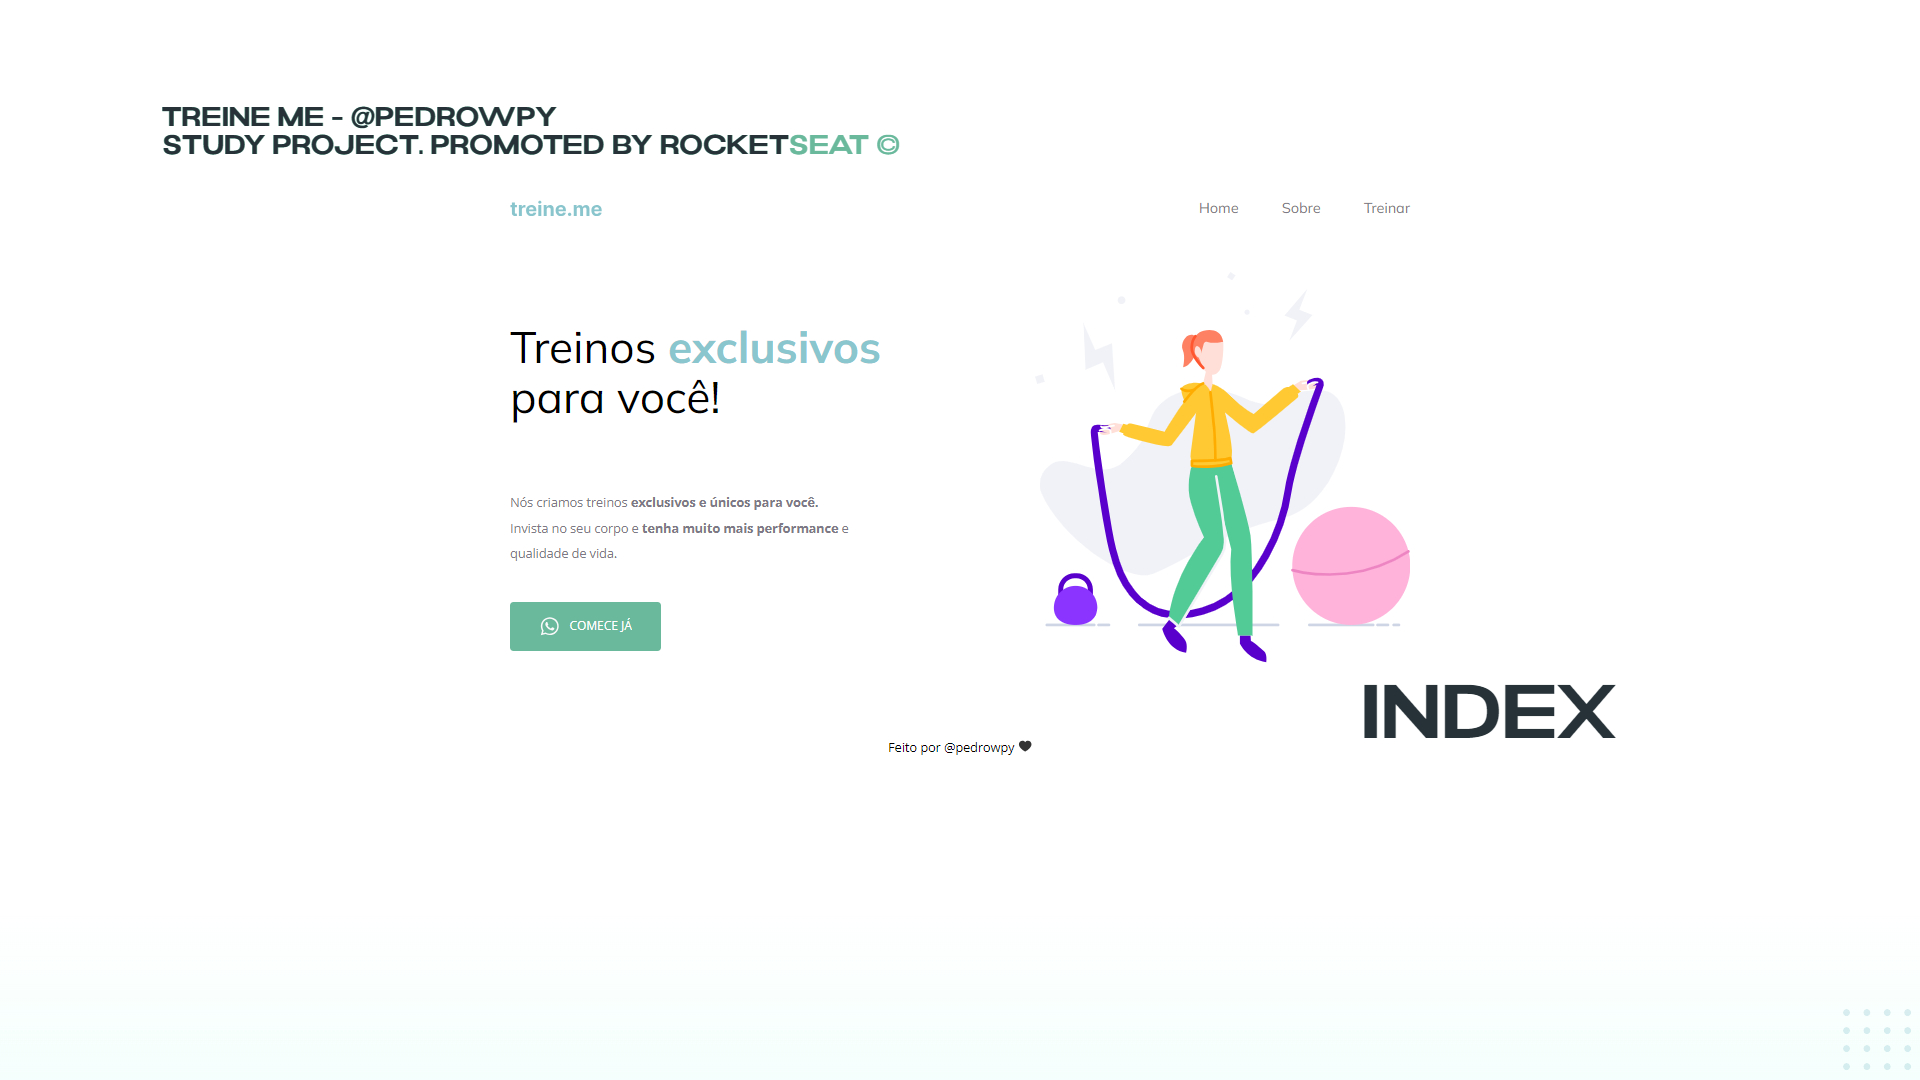 TREINE ME - @PEDROWPY
STUDY PROJECT. PROMOTED BY ROCKETSEAT ©
treine.me
Home Sobre Treinar
Treinos exclusivos
para você!
Nós criamos treinos exclusivos e únicos para você.
Invista no seu corpo e tenha muito mais performance e
qualidade de vida.
COMECE JÁ
INDEX
Feito por @pedrowpy 🖤